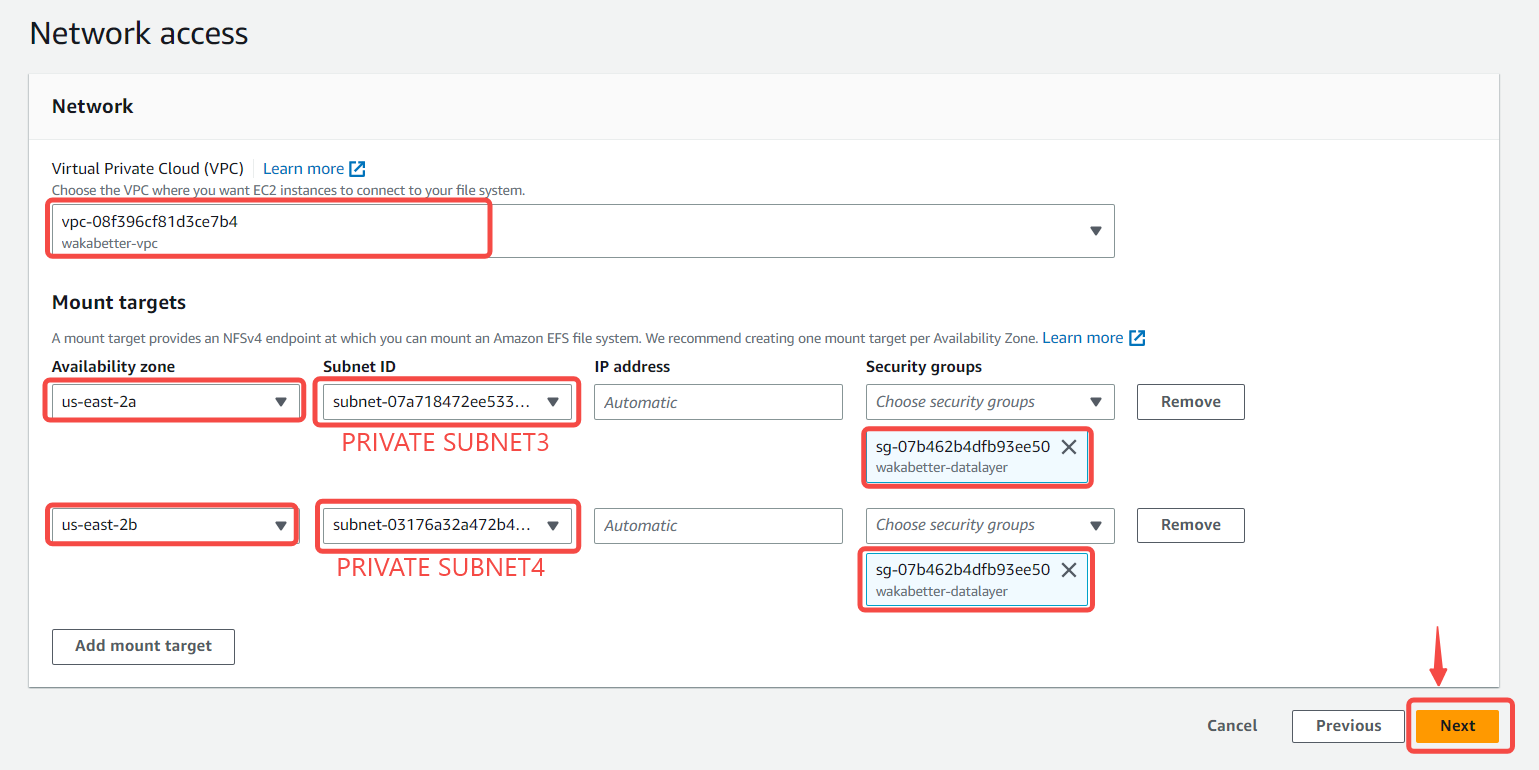 Network access
Network
Virtual Private Cloud (VPC) Learn more
Choose the VPC where you want EC2 instances to connect to your file system.
vpc-08f396cf81d3ce7b4
wakabetter-vpc
Mount targets
A mount target provides an NFSv4 endpoint at which you can mount an Amazon EFS file system. We recommend creating one mount target per Availability Zone. Learn more
Availability zone Subnet ID IP address Security groups
us-east-2a subnet-07a718472ee533... Automatic Choose security groups Remove
PRIVATE SUBNET3
sg-07b462b4dfb93ee50
wakabetter-datalayer
us-east-2b subnet-03176a32a472b4... Automatic Choose security groups Remove
PRIVATE SUBNET4
sg-07b462b4dfb93ee50
wakabetter-datalayer
Add mount target
Cancel Previous Next